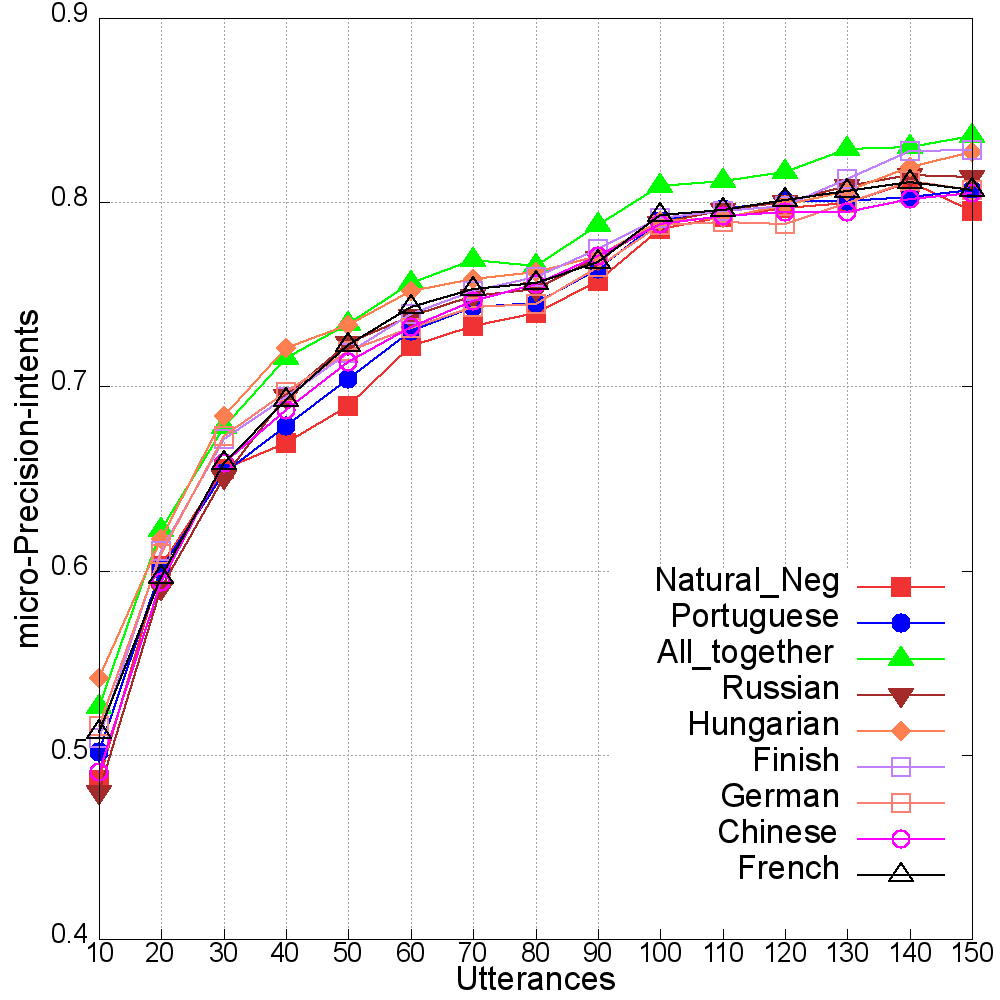 0.9
0.8
0.7
0.6
0.5
0.4
micro-Precision-intents
Natural_Neg
Portuguese
All_together
Russian
Hungarian
Finish
German
Chinese
French
10 20 30 40 50 60 70 80 90 100 110 120 130 140 150
Utterances